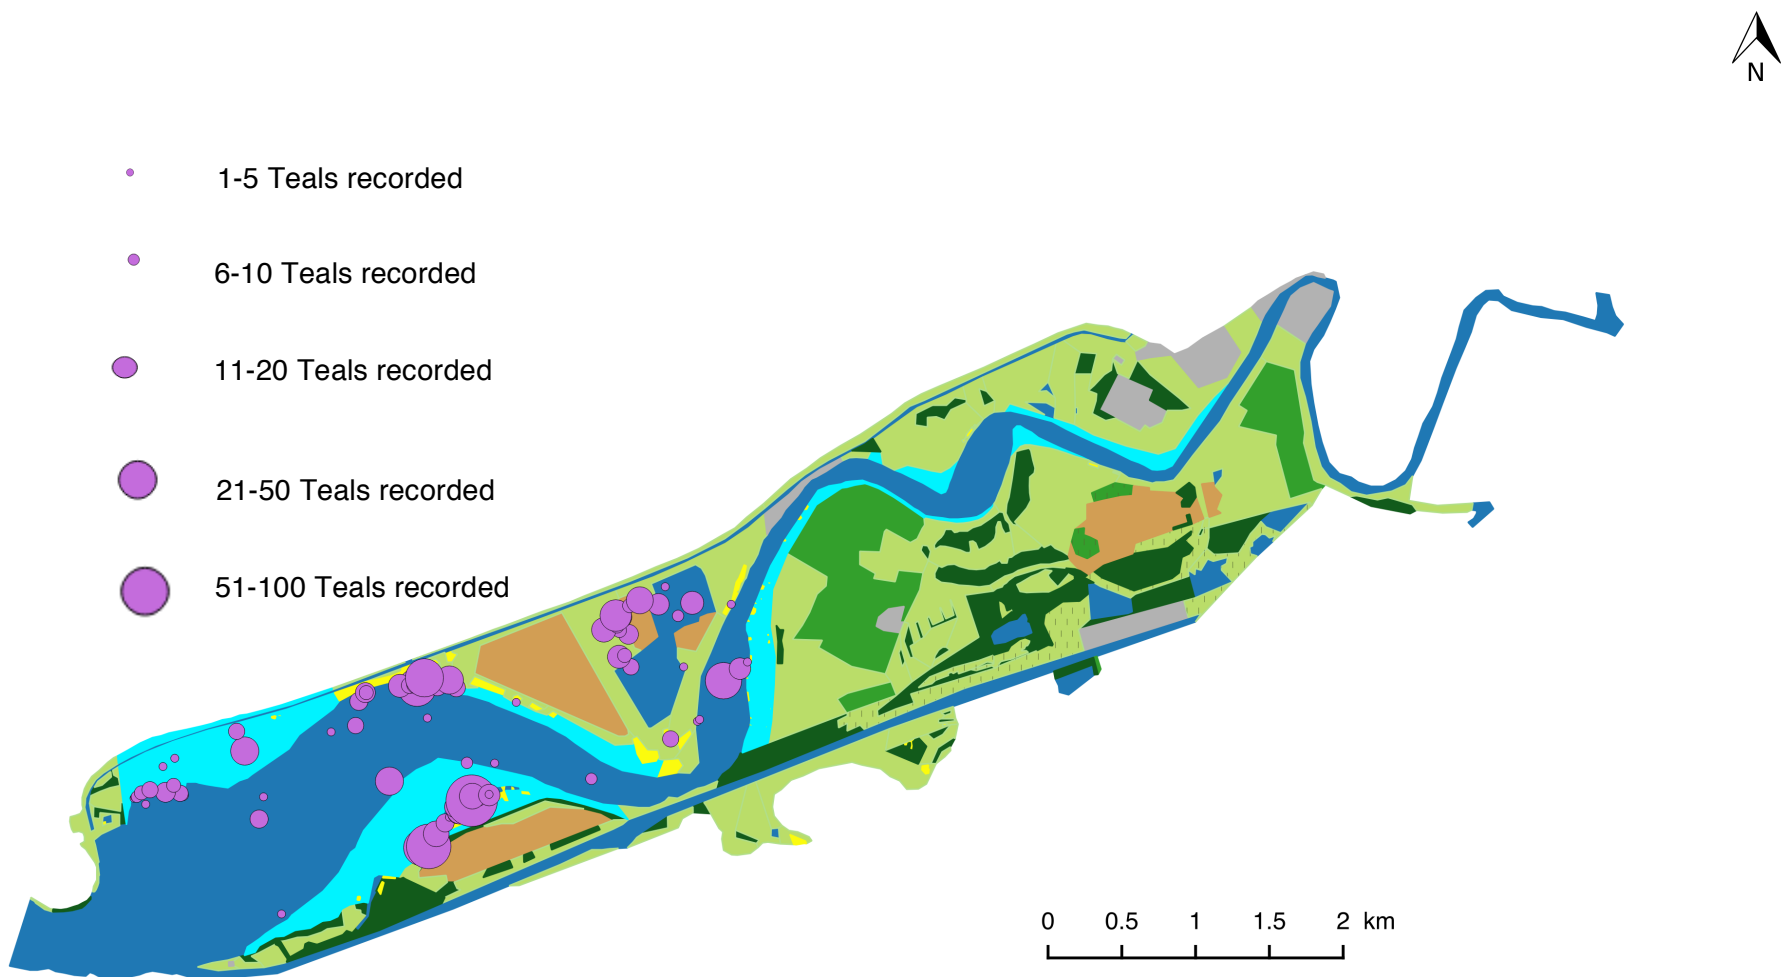 N
1-5 Teals recorded
6-10 Teals recorded
11-20 Teals recorded
21-50 Teals recorded
51-100 Teals recorded
0 0.5 1 1.5 2 km